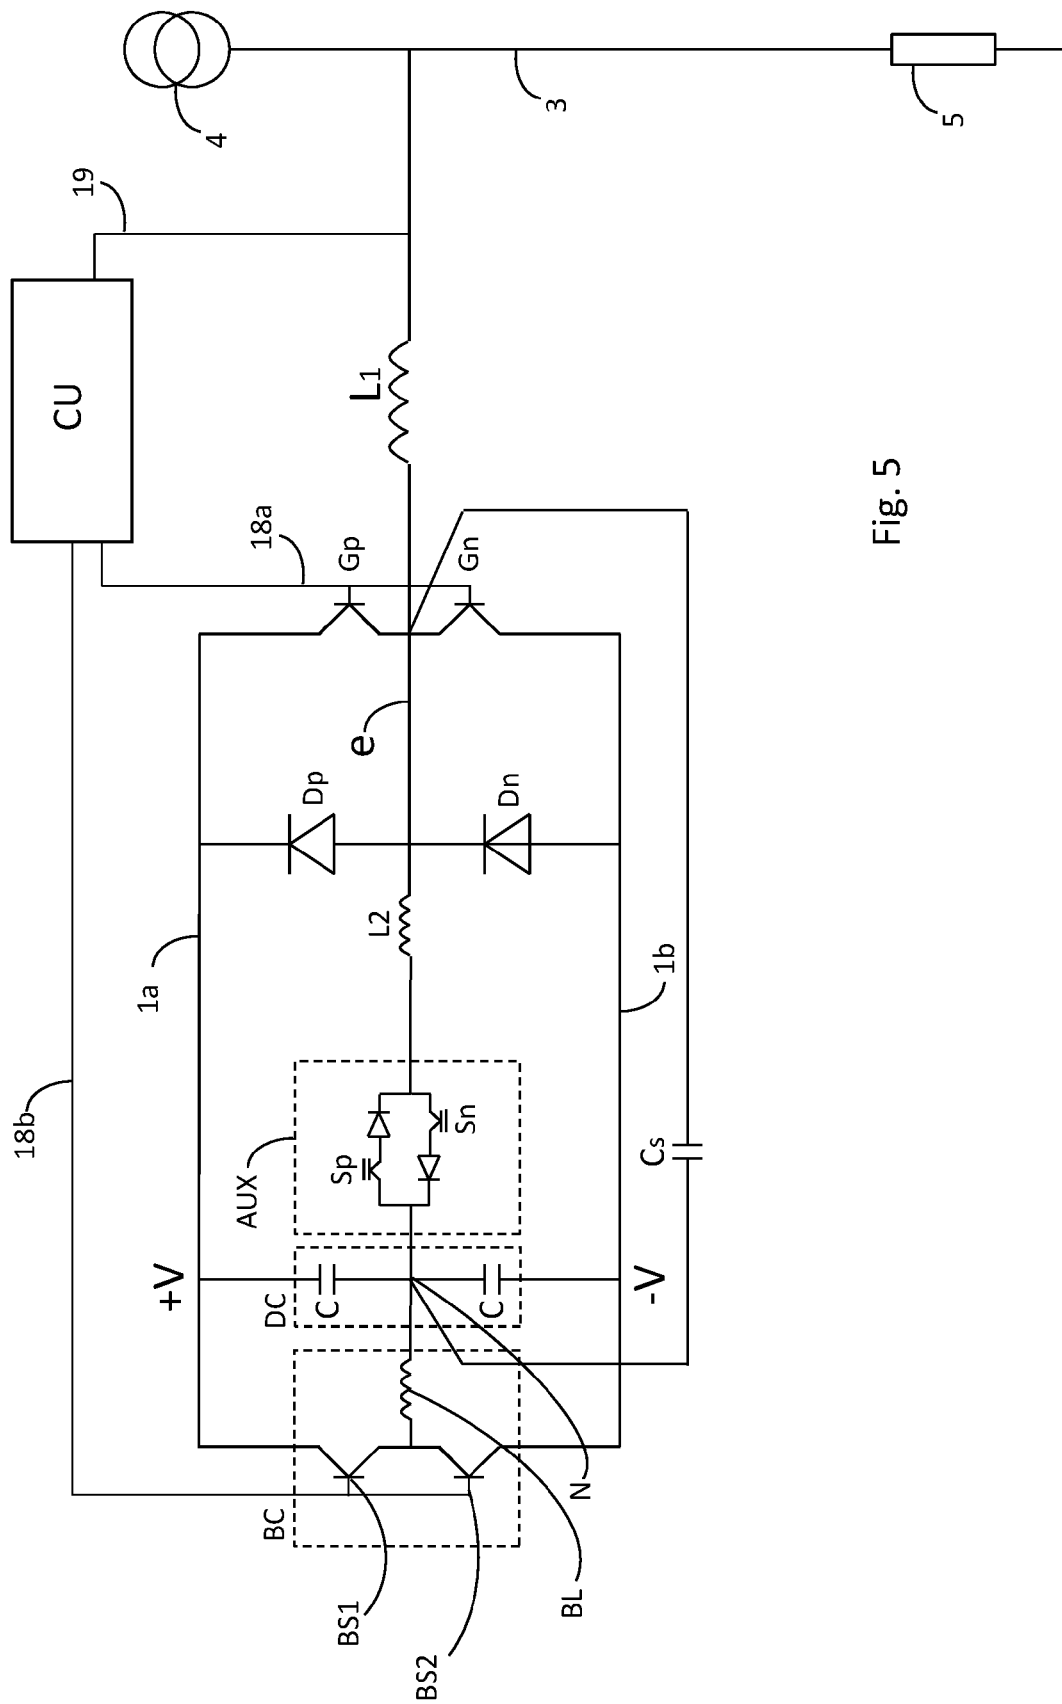 4
3
5
19
CU
L1
18a
Gp
Gn
e
Dp
Dn
L2
1a
1b
18b
AUX
Sp
Sn
Cs
+V
-V
DC
C
C
BC
N
BL
BS1
BS2
Fig. 5